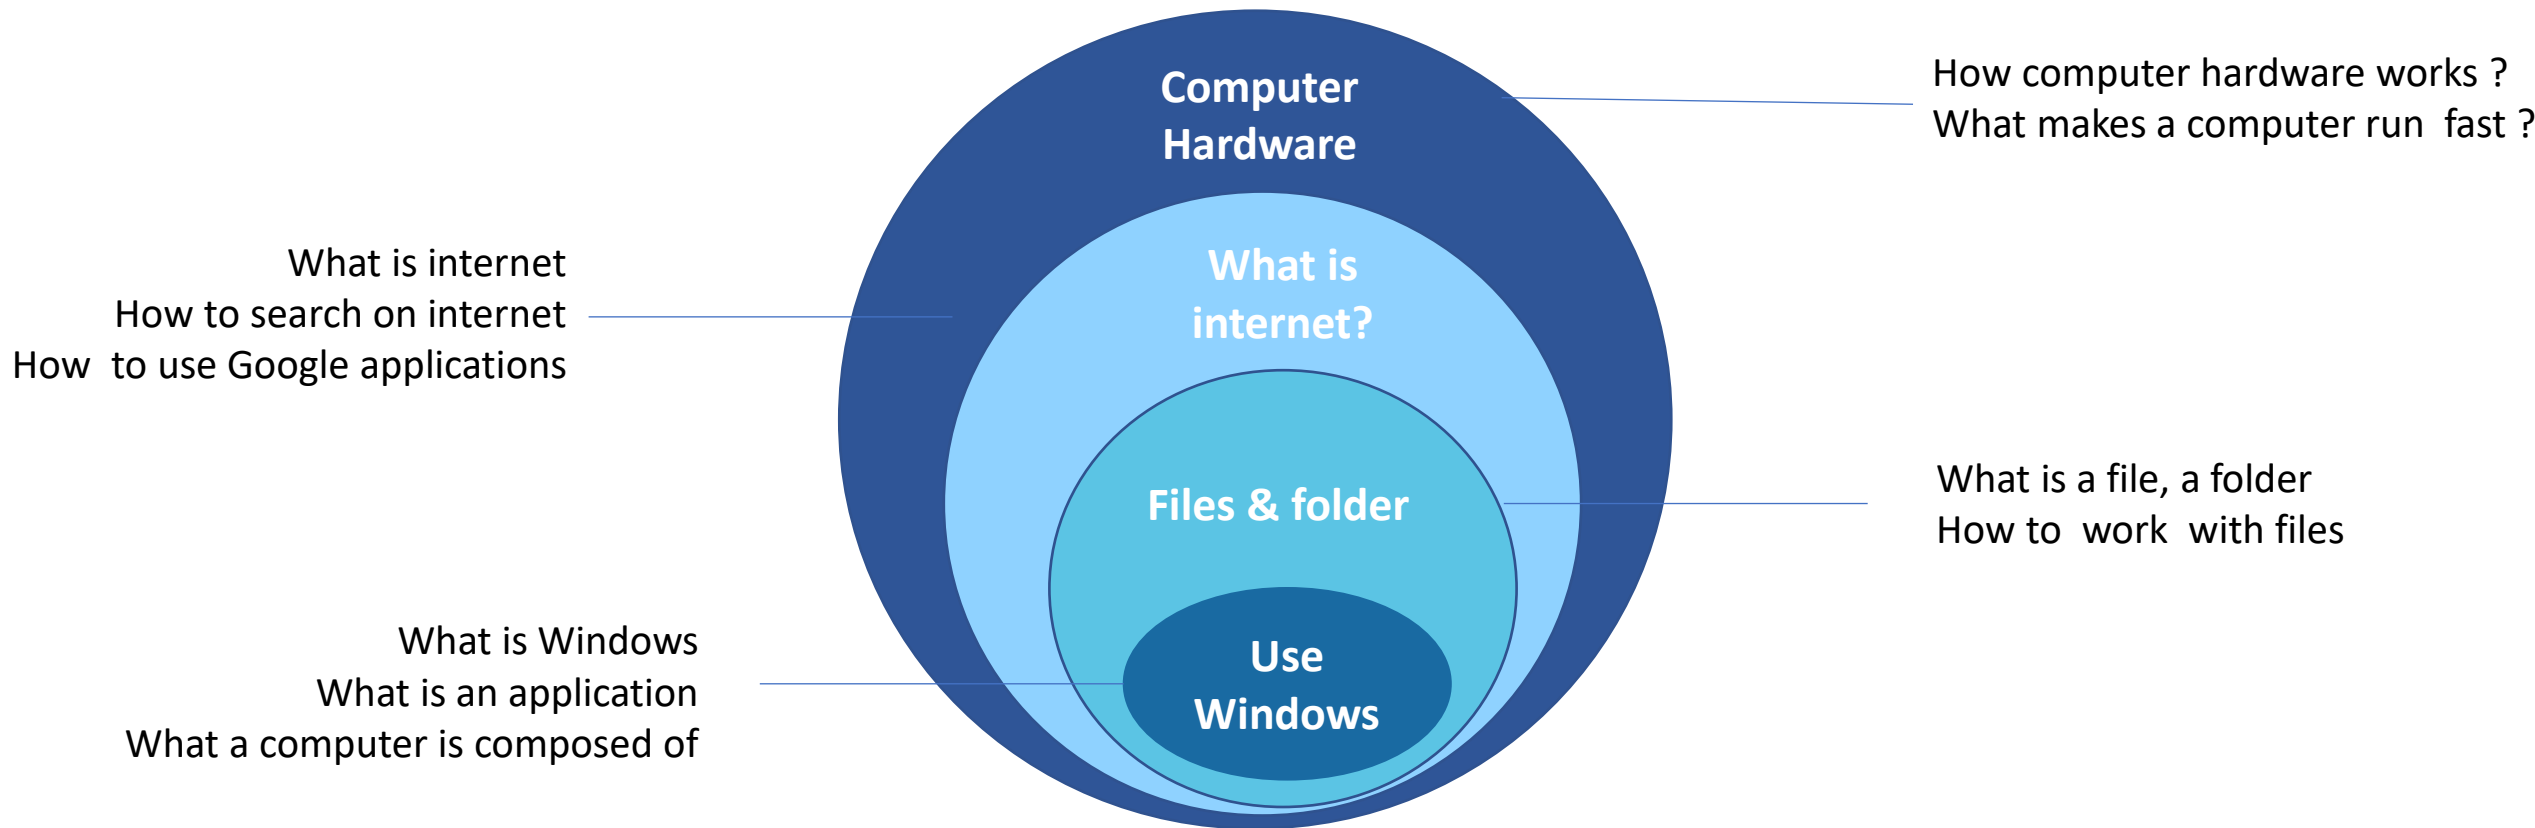 Computer
Hardware
How computer hardware works ?
What makes a computer run  fast ?
What is
internet?
What is internet
How to search on internet
How  to use Google applications
Files & folder
What is a file, a folder
How to  work  with files
Use
Windows
What is Windows
What is an application
What a computer is composed of